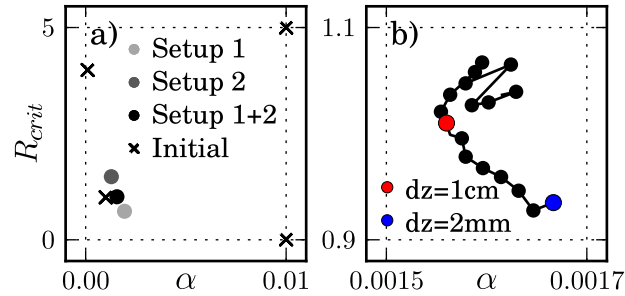 5
a)
Setup 1
Setup 2
Setup 1+2
Initial
R_crit
0
0.00
α
0.01
1.1
b)
dz=1cm
dz=2mm
0.9
0.0015
α
0.0017